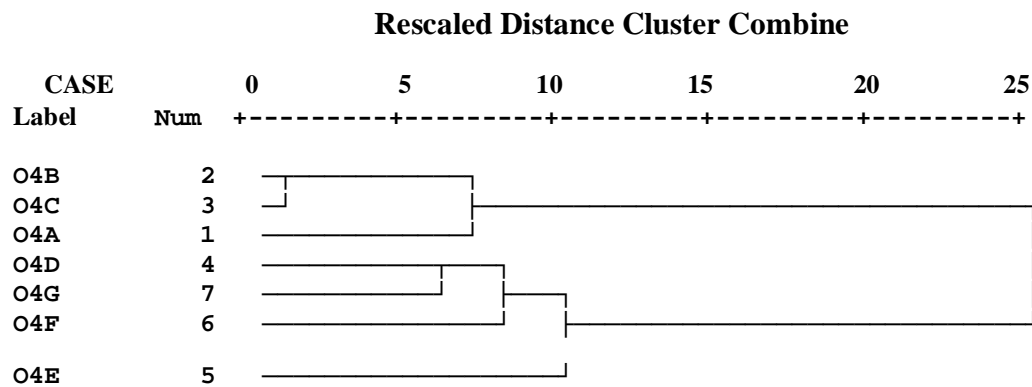 Rescaled Distance Cluster Combine
CASE 0 5 10 15 20 25
Label Num +---------+---------+---------+---------+---------+
O4B 2
O4C 3
O4A 1
O4D 4
O4G 7
O4F 6
O4E 5